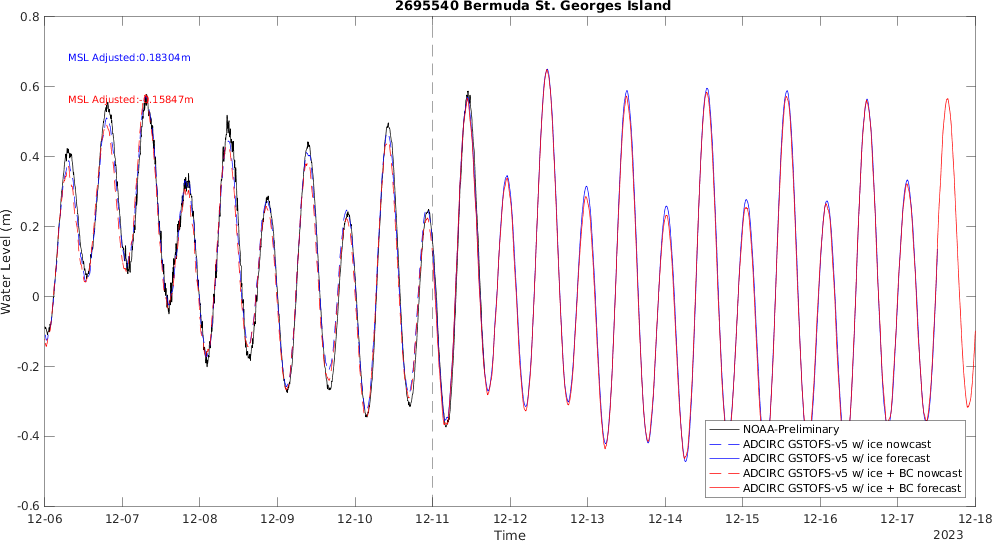 2695540 Bermuda St. Georges Island
MSL Adjusted:0.18304m
MSL Adjusted:-0.15847m
Water Level (m)
0.8
0.6
0.4
0.2
0
-0.2
-0.4
-0.6
NOAA-Preliminary
ADCIRC GSTOFS-v5 w/ ice nowcast
ADCIRC GSTOFS-v5 w/ ice forecast
ADCIRC GSTOFS-v5 w/ ice + BC nowcast
ADCIRC GSTOFS-v5 w/ ice + BC forecast
12-06 12-07 12-08 12-09 12-10 12-11 12-12 12-13 12-14 12-15 12-16 12-17 12-18
Time
2023